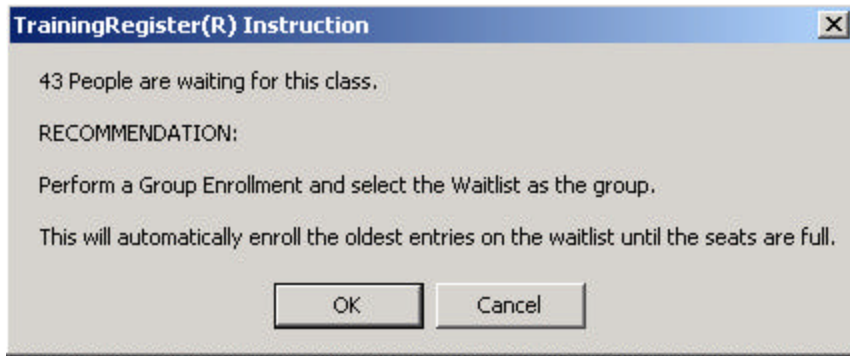 TrainingRegister(R) Instruction
43 People are waiting for this class.
RECOMMENDATION:
Perform a Group Enrollment and select the Waitlist as the group.
This will automatically enroll the oldest entries on the waitlist until the seats are full.
OK Cancel